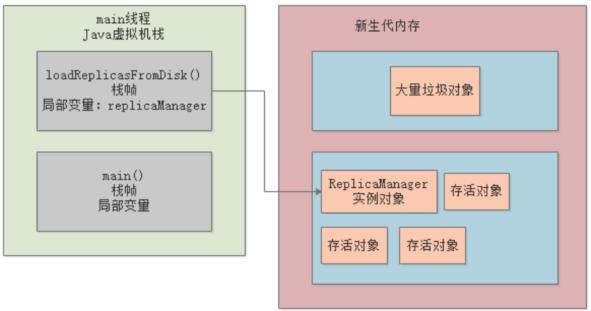 main线程
Java虚拟机栈
loadReplicasFromDisk()
栈帧
局部变量: replicaManager
main()
栈帧
局部变量
新生代内存
大量垃圾对象
ReplicaManager
实例对象
存活对象
存活对象
存活对象